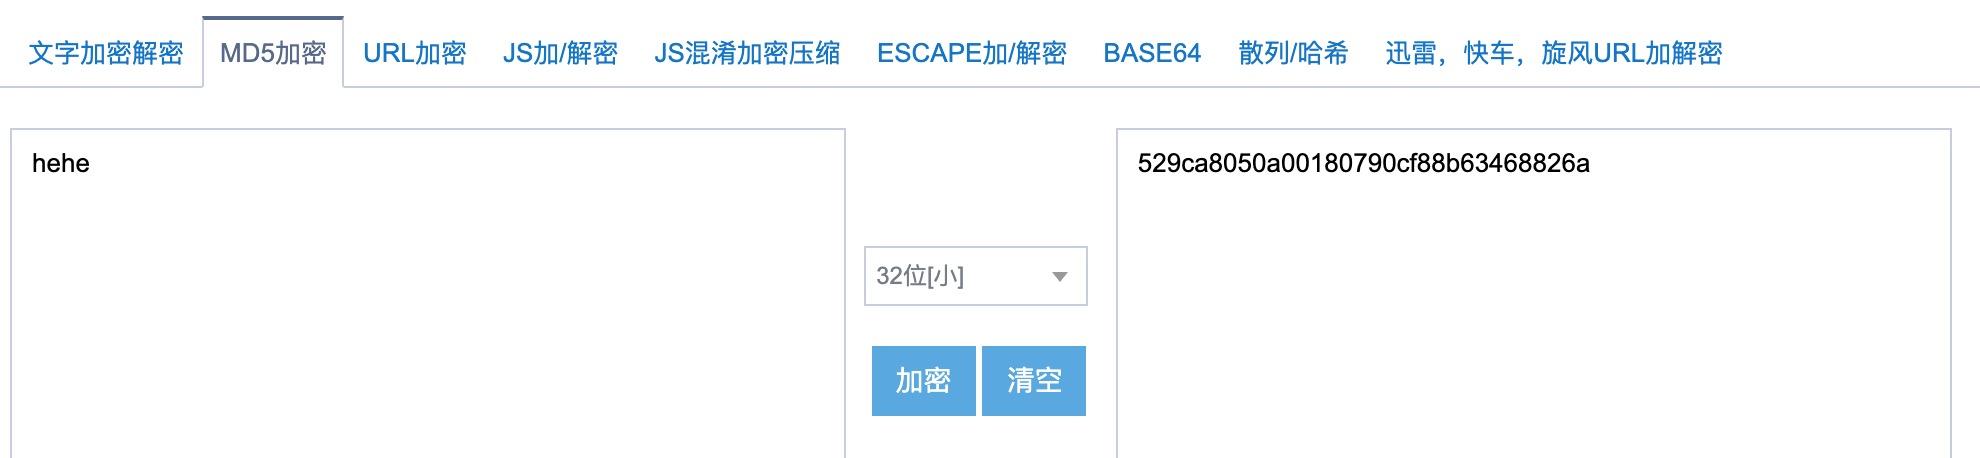 文字加密解密 MD5加密 URL加密 JS加/解密 JS混淆加密压缩 ESCAPE加/解密 BASE64 散列/哈希 迅雷，快车，旋风URL加解密
hehe
529ca8050a00180790cf88b63468826a
32位[小]
加密 清空